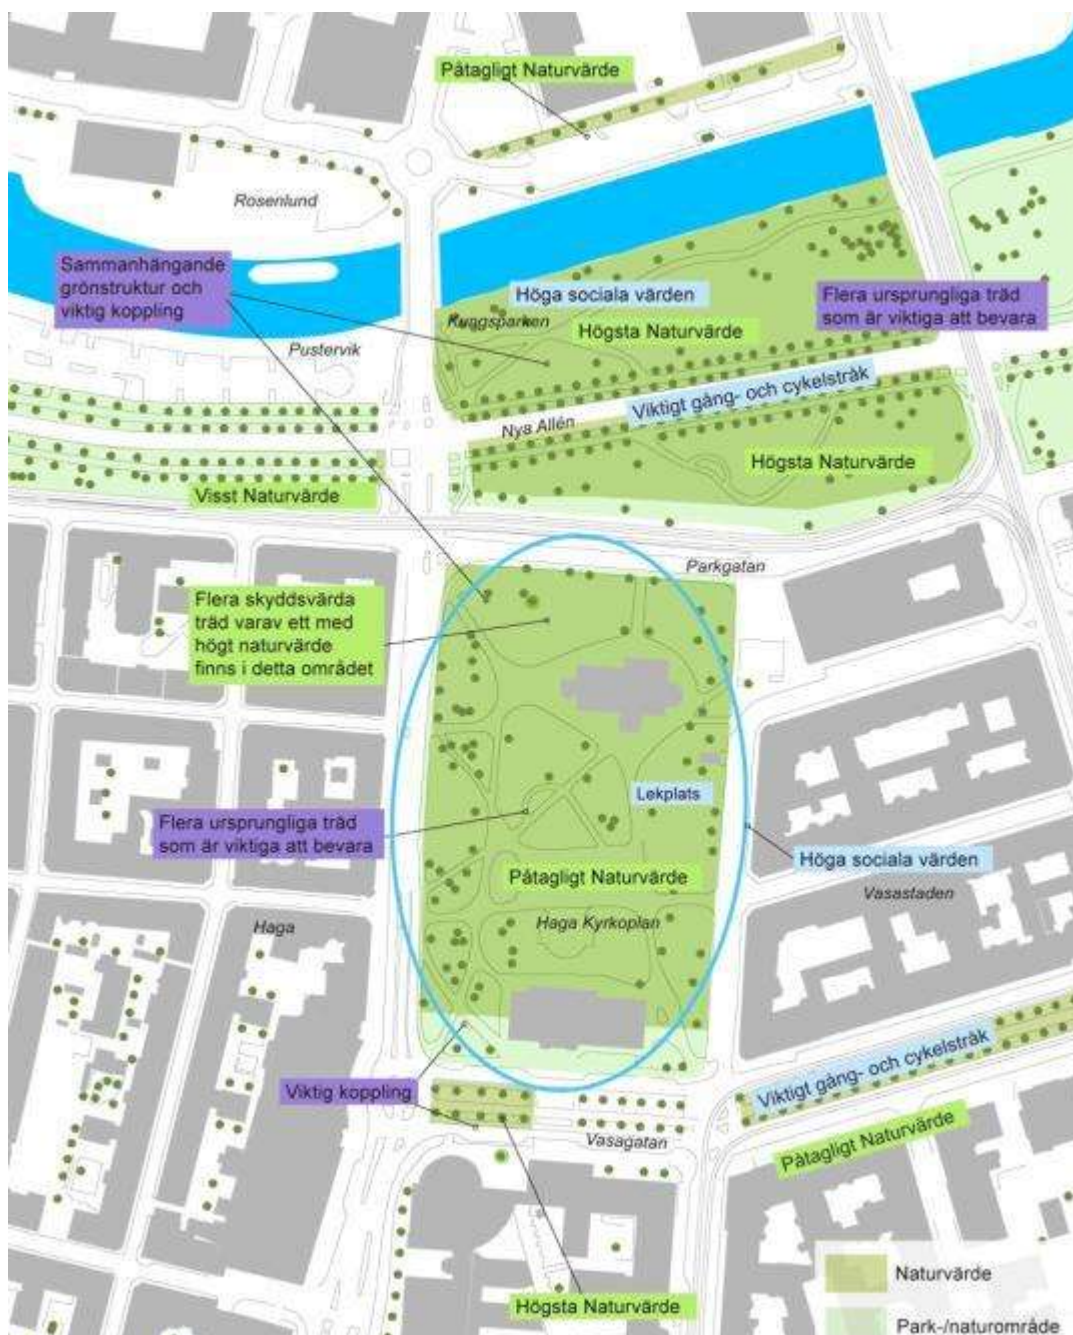 Påtagligt Naturvärde
Rosenlund
Sammanhängande
grönstruktur och
viktig koppling
Höga sociala värden
Flera ursprungliga träd
som är viktiga att bevara
Kungsparken
Högsta Naturvärde
Pustervik
Viktigt gång- och cykelstråk
Nya Allén
Högsta Naturvärde
Visst Naturvärde
Parkgatan
Flera skyddsvärda
träd varav ett med
högt naturvärde
finns i detta området
Lekplats
Flera ursprungliga träd
som är viktiga att bevara
Höga sociala värden
Påtagligt Naturvärde
Vasastaden
Haga
Haga Kyrkoplan
Viktigt gång- och cykelstråk
Viktig koppling
Vasagatan
Påtagligt Naturvärde
Högsta Naturvärde
Naturvärde
Park-/naturområde